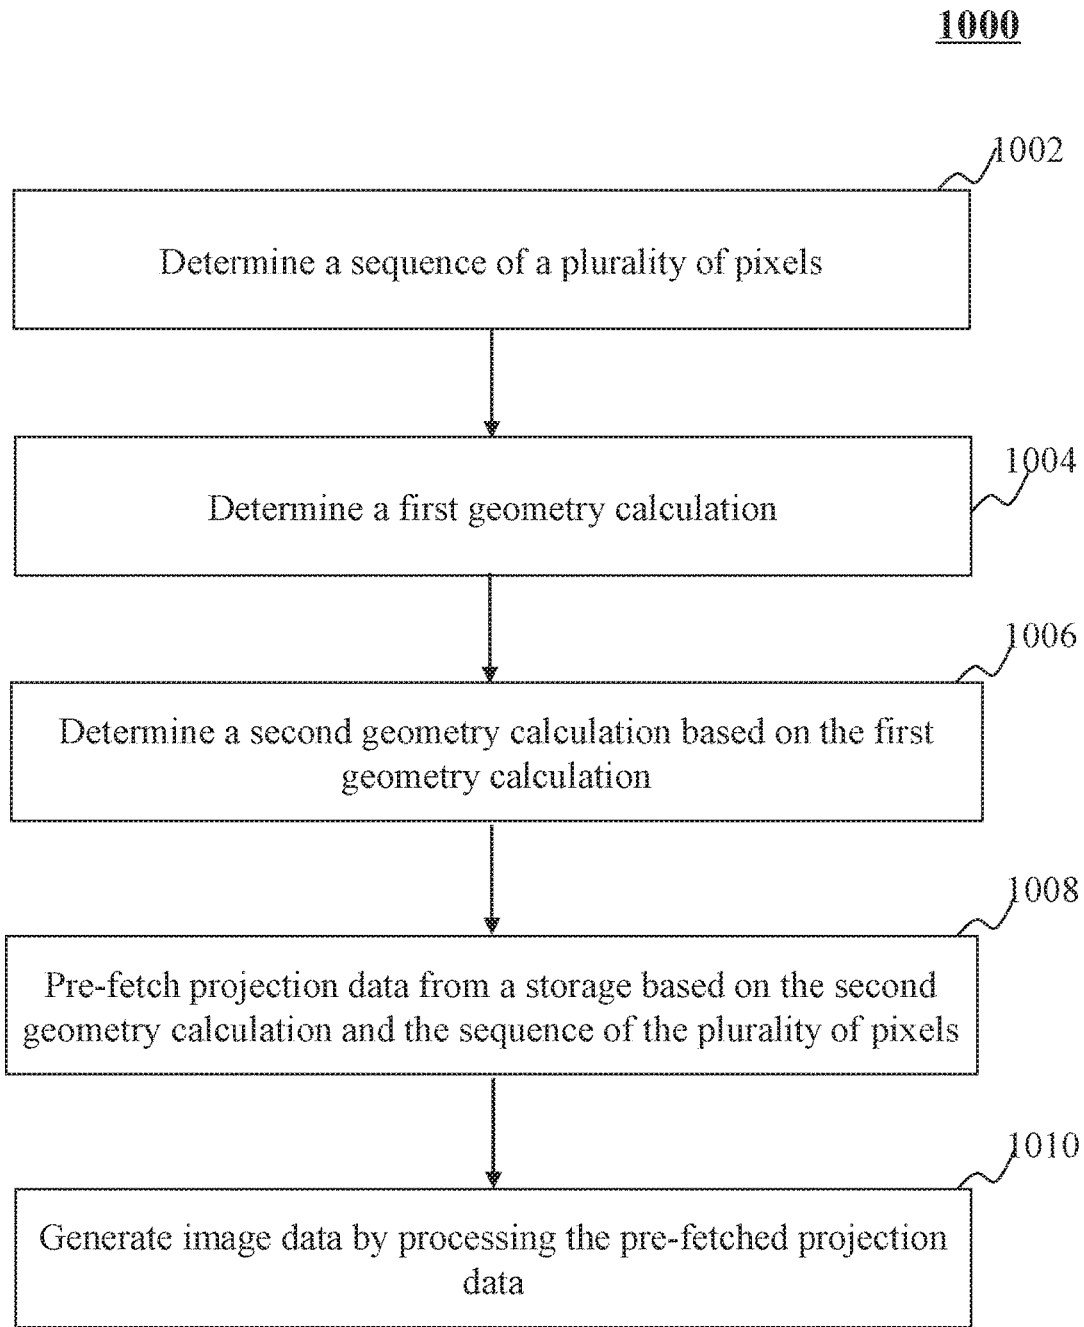 1000
1002
Determine a sequence of a plurality of pixels
1004
Determine a first geometry calculation
1006
Determine a second geometry calculation based on the first
geometry calculation
1008
Pre-fetch projection data from a storage based on the second
geometry calculation and the sequence of the plurality of pixels
1010
Generate image data by processing the pre-fetched projection
data